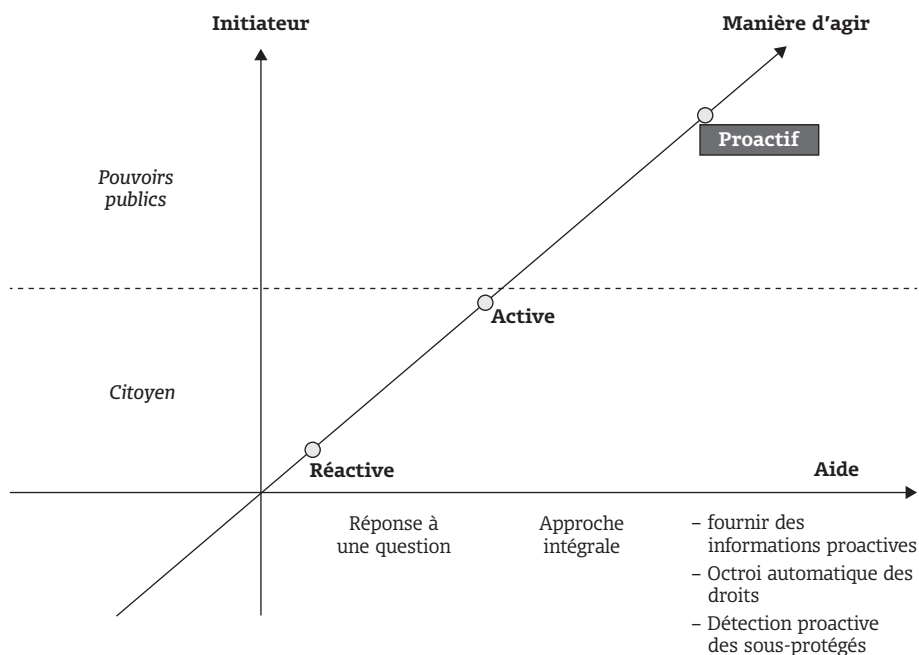 Initiateur
Manière d'agir
Proactif
Pouvoirs
publics
Active
Citoyen
Réactive
Aide
Réponse à
une question
Approche
intégrale
– fournir des
informations proactives
– Octroi automatique des
droits
– Détection proactive
des sous-protégés